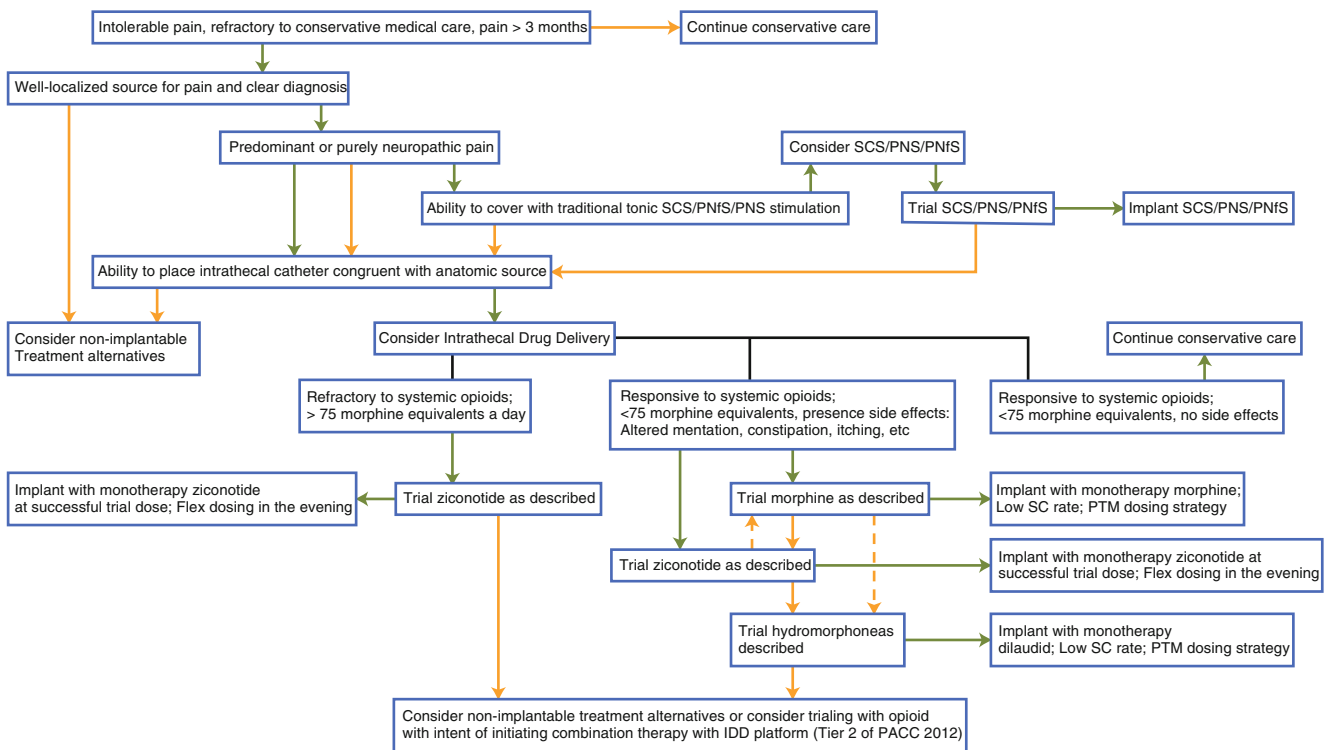 Intolerable pain, refractory to conservative medical care, pain > 3 months
Continue conservative care
Well-localized source for pain and clear diagnosis
Predominant or purely neuropathic pain
Consider SCS/PNS/PNfS
Ability to cover with traditional tonic SCS/PNfS/PNS stimulation
Trial SCS/PNS/PNfS
Implant SCS/PNS/PNfS
Ability to place intrathecal catheter congruent with anatomic source
Consider non-implantable
Treatment alternatives
Consider Intrathecal Drug Delivery
Continue conservative care
Refractory to systemic opioids;
> 75 morphine equivalents a day
Responsive to systemic opioids;
<75 morphine equivalents, presence side effects:
Altered mentation, constipation, itching, etc
Responsive to systemic opioids;
<75 morphine equivalents, no side effects
Implant with monotherapy ziconotide
at successful trial dose; Flex dosing in the evening
Trial ziconotide as described
Trial morphine as described
Implant with monotherapy morphine;
Low SC rate; PTM dosing strategy
Trial ziconotide as described
Implant with monotherapy ziconotide at
successful trial dose; Flex dosing in the evening
Trial hydromorphoneas
described
Implant with monotherapy
dilaudid; Low SC rate; PTM dosing strategy
Consider non-implantable treatment alternatives or consider trialing with opioid
with intent of initiating combination therapy with IDD platform (Tier 2 of PACC 2012)